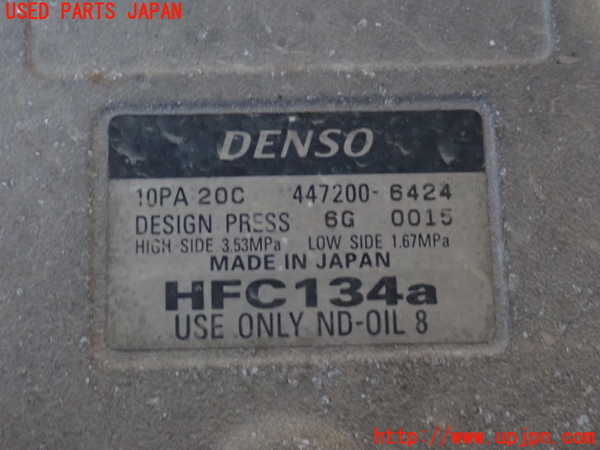 USED PARTS JAPAN
DENSO
10PA 20C 447200-6424
DESIGN PRESS 6G 0015
HIGH SIDE 3.53MPa LOW SIDE 1.67MPa
MADE IN JAPAN
HFC134a
USE ONLY ND-OIL 8
http://www.upjpn.com/